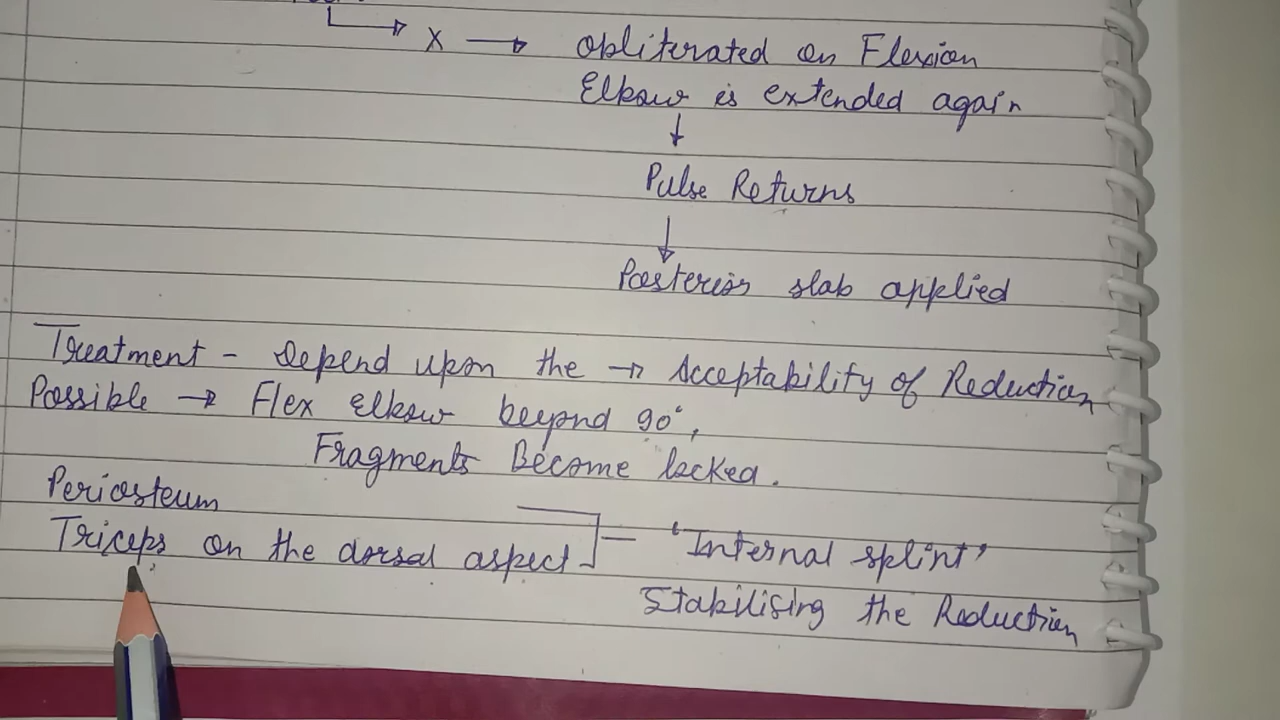 X → Obliterated on Flexion
Elbow is extended again
↓
Pulse Returns
↓
Posterior slab applied
Treatment - Depend upon the → Acceptability of Reduction
Possible → Flex Elbow beyond 90°,
Fragments Become locked.
Periosteum
Triceps on the dorsal aspect — 'Internal splint'
Stabilising the Reduction